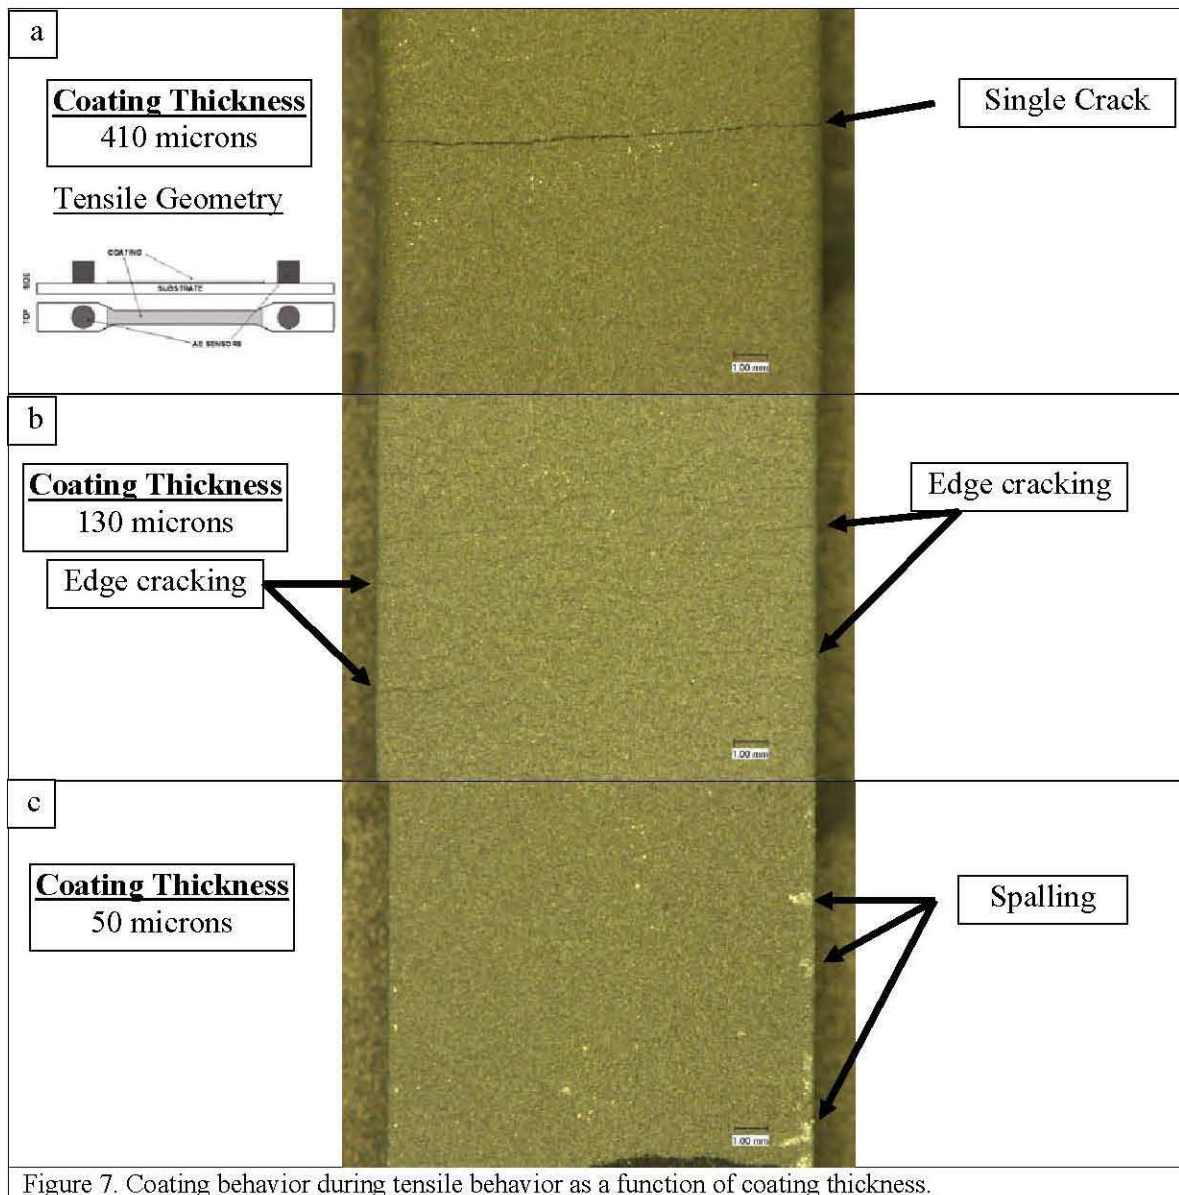 a
Coating Thickness
410 microns
Single Crack
Tensile Geometry
COATING
SIDE
SUBSTRATE
TOP
AE SENSORS
1.00 mm
b
Coating Thickness
130 microns
Edge cracking
Edge cracking
1.00 mm
c
Coating Thickness
50 microns
Spalling
1.00 mm
Figure 7. Coating behavior during tensile behavior as a function of coating thickness.